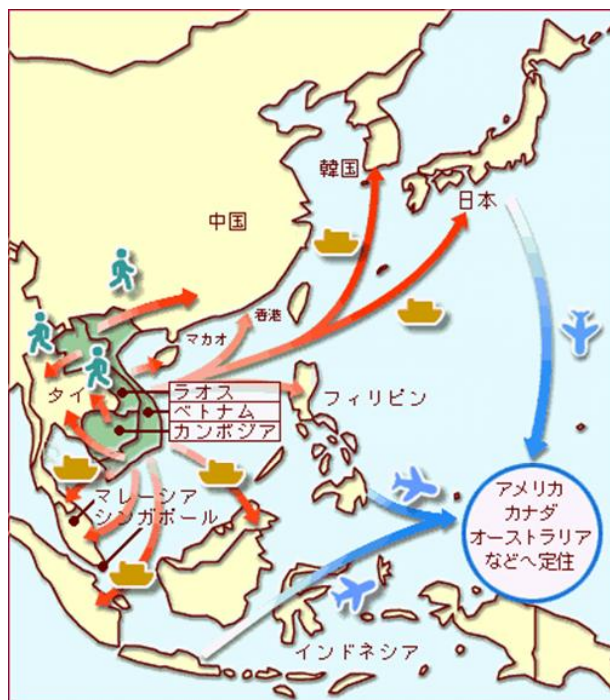 韓国
日本
中国
香港
マカオ
タイ
ラオス
ベトナム
カンボジア
フィリピン
マレーシア
シンガポール
アメリカ
カナダ
オーストラリア
などへ定住
インドネシア